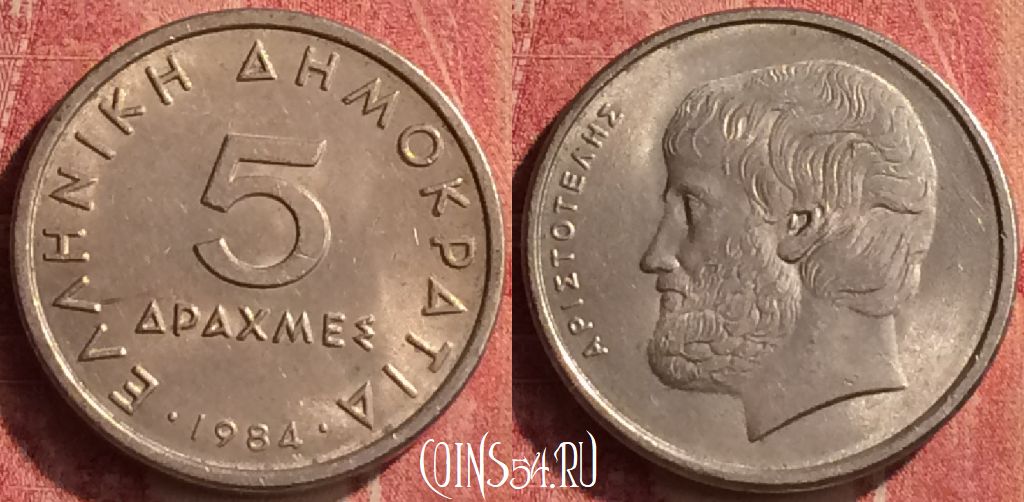 ΕΛΛΗΝΙΚΗ ΔΗΜΟΚΡΑΤΙΑ
5
ΔΡΑΧΜΕΣ
· 1984 ·
ΑΡΙΣΤΟΤΕΛΗΣ
COINS54.RU